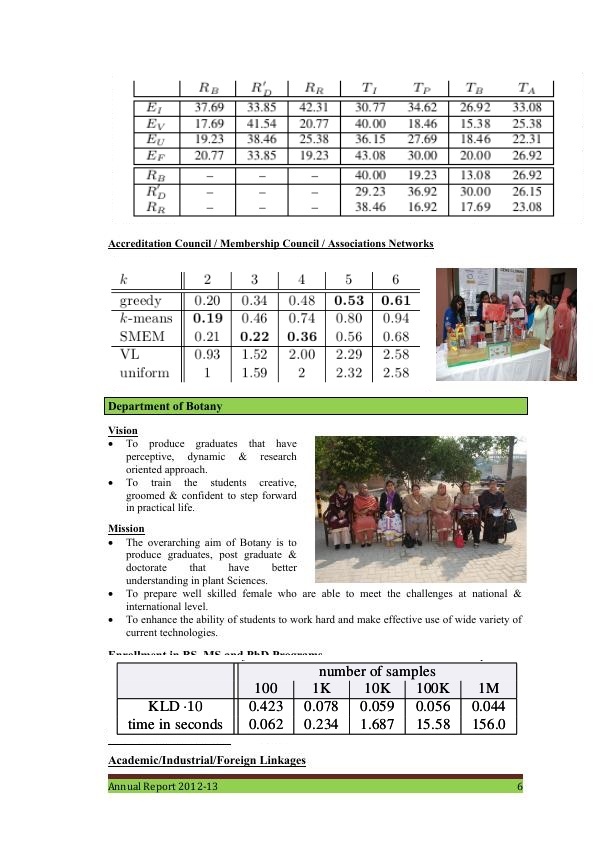 R_B R'_D R_R T_I T_P T_B T_A
E_I 37.69 33.85 42.31 30.77 34.62 26.92 33.08
E_V 17.69 41.54 20.77 40.00 18.46 15.38 25.38
E_U 19.23 38.46 25.38 36.15 27.69 18.46 22.31
E_F 20.77 33.85 19.23 43.08 30.00 20.00 26.92
R_B – – – 40.00 19.23 13.08 26.92
R'_D – – – 29.23 36.92 30.00 26.15
R_R – – – 38.46 16.92 17.69 23.08
Accreditation Council / Membership Council / Associations Networks
k 2 3 4 5 6
greedy 0.20 0.34 0.48 0.53 0.61
k-means 0.19 0.46 0.74 0.80 0.94
SMEM 0.21 0.22 0.36 0.56 0.68
VL 0.93 1.52 2.00 2.29 2.58
uniform 1 1.59 2 2.32 2.58
Department of Botany
Vision
• To produce graduates that have
perceptive, dynamic & research
oriented approach.
• To train the students creative,
groomed & confident to step forward
in practical life.
Mission
• The overarching aim of Botany is to
produce graduates, post graduate &
doctorate that have better
understanding in plant Sciences.
• To prepare well skilled female who are able to meet the challenges at national &
international level.
• To enhance the ability of students to work hard and make effective use of wide variety of
current technologies.
Enrollment in BS, MS and PhD Programs
number of samples
100 1K 10K 100K 1M
KLD ·10 0.423 0.078 0.059 0.056 0.044
time in seconds 0.062 0.234 1.687 15.58 156.0
Academic/Industrial/Foreign Linkages
Annual Report 2012-13 6